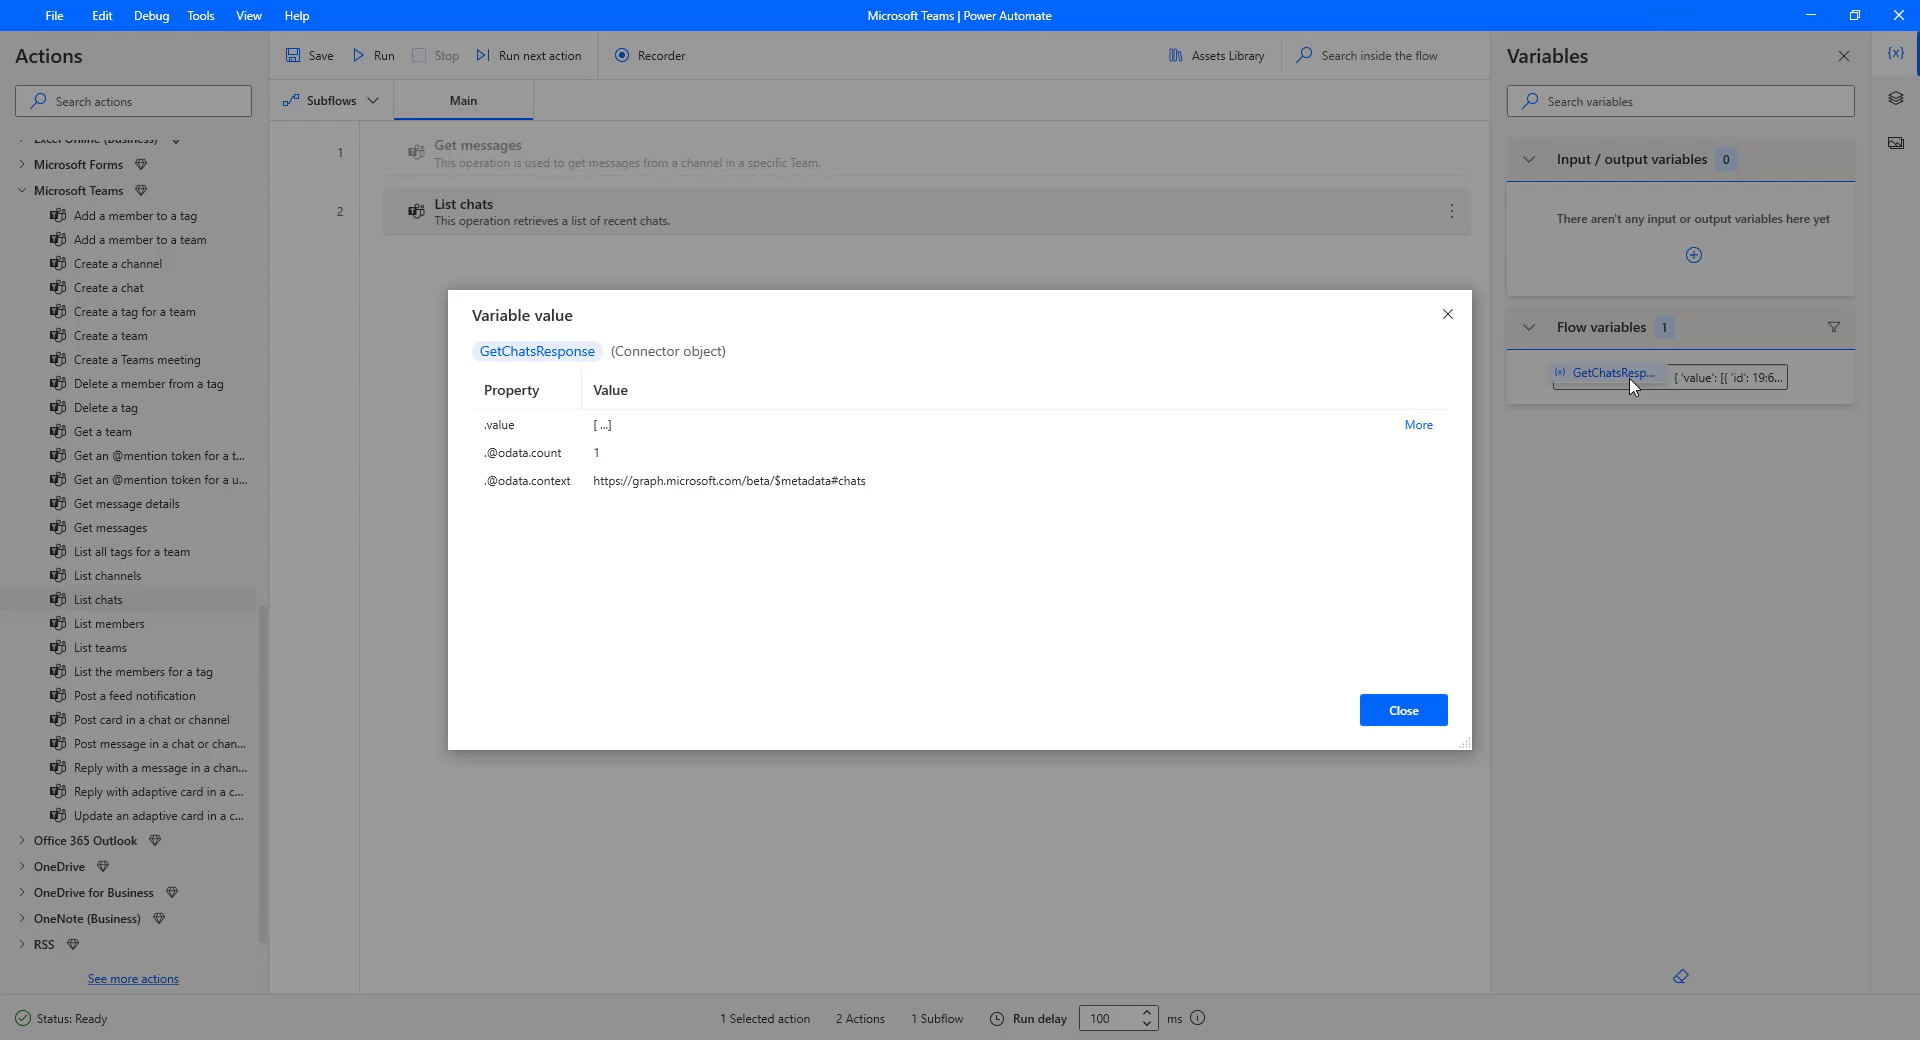 File Edit Debug Tools View Help
Microsoft Teams | Power Automate
Actions
Search actions
Excel Online (Business)
Microsoft Forms
Microsoft Teams
Add a member to a tag
Add a member to a team
Create a channel
Create a chat
Create a tag for a team
Create a team
Create a Teams meeting
Delete a member from a tag
Delete a tag
Get a team
Get an @mention token for a t...
Get an @mention token for a u...
Get message details
Get messages
List all tags for a team
List channels
List chats
List members
List teams
List the members for a tag
Post a feed notification
Post card in a chat or channel
Post message in a chat or chan...
Reply with a message in a chan...
Reply with adaptive card in a c...
Update an adaptive card in a c...
Office 365 Outlook
OneDrive
OneDrive for Business
OneNote (Business)
RSS
See more actions
Save Run Stop Run next action Recorder Assets Library Search inside the flow
Subflows Main
1 Get messages
This operation is used to get messages from a channel in a specific Team.
2 List chats
This operation retrieves a list of recent chats.
Variable value
GetChatsResponse (Connector object)
Property Value
.value [ ...] More
.@odata.count 1
.@odata.context https://graph.microsoft.com/beta/$metadata#chats
Close
Variables
{x}
Search variables
Input / output variables 0
There aren't any input or output variables here yet
Flow variables 1
(x) GetChatsResp... { 'value': [{ 'id': 19:6...
Status: Ready 1 Selected action 2 Actions 1 Subflow Run delay 100 ms